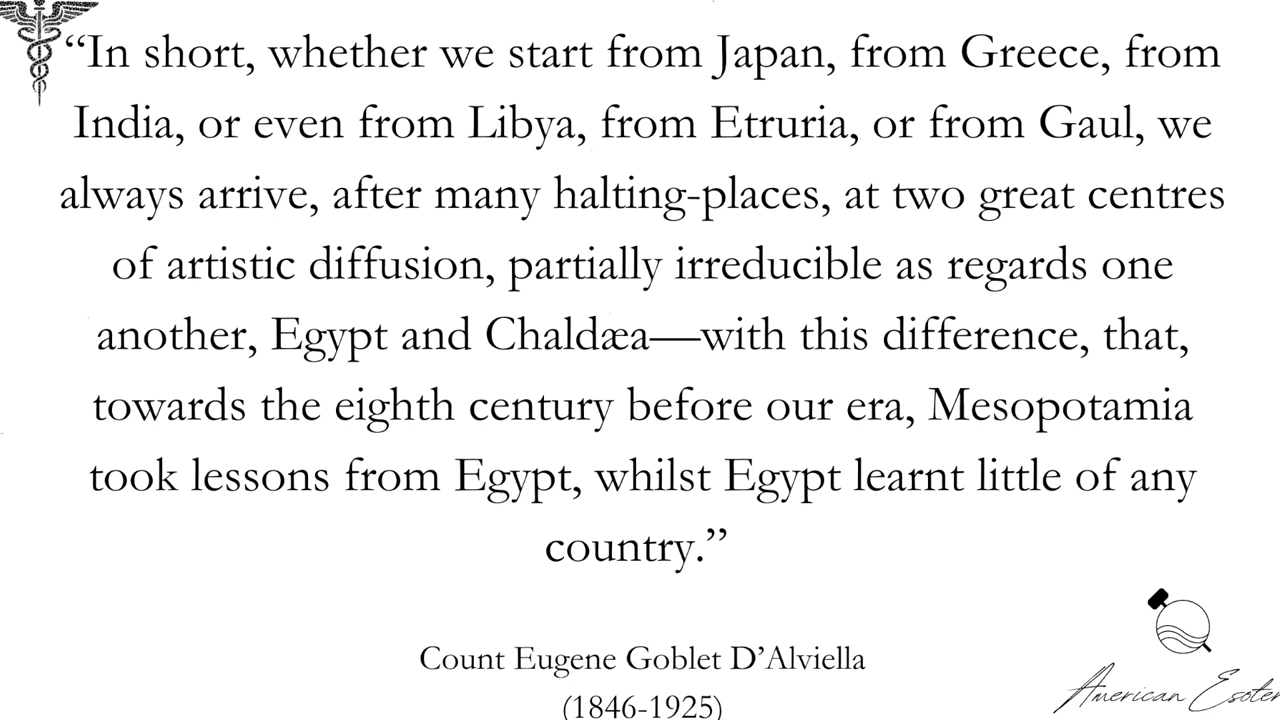 “In short, whether we start from Japan, from Greece, from
India, or even from Libya, from Etruria, or from Gaul, we
always arrive, after many halting-places, at two great centres
of artistic diffusion, partially irreducible as regards one
another, Egypt and Chaldæa—with this difference, that,
towards the eighth century before our era, Mesopotamia
took lessons from Egypt, whilst Egypt learnt little of any
country.”
Count Eugene Goblet D’Alviella
(1846-1925)
American Esoter